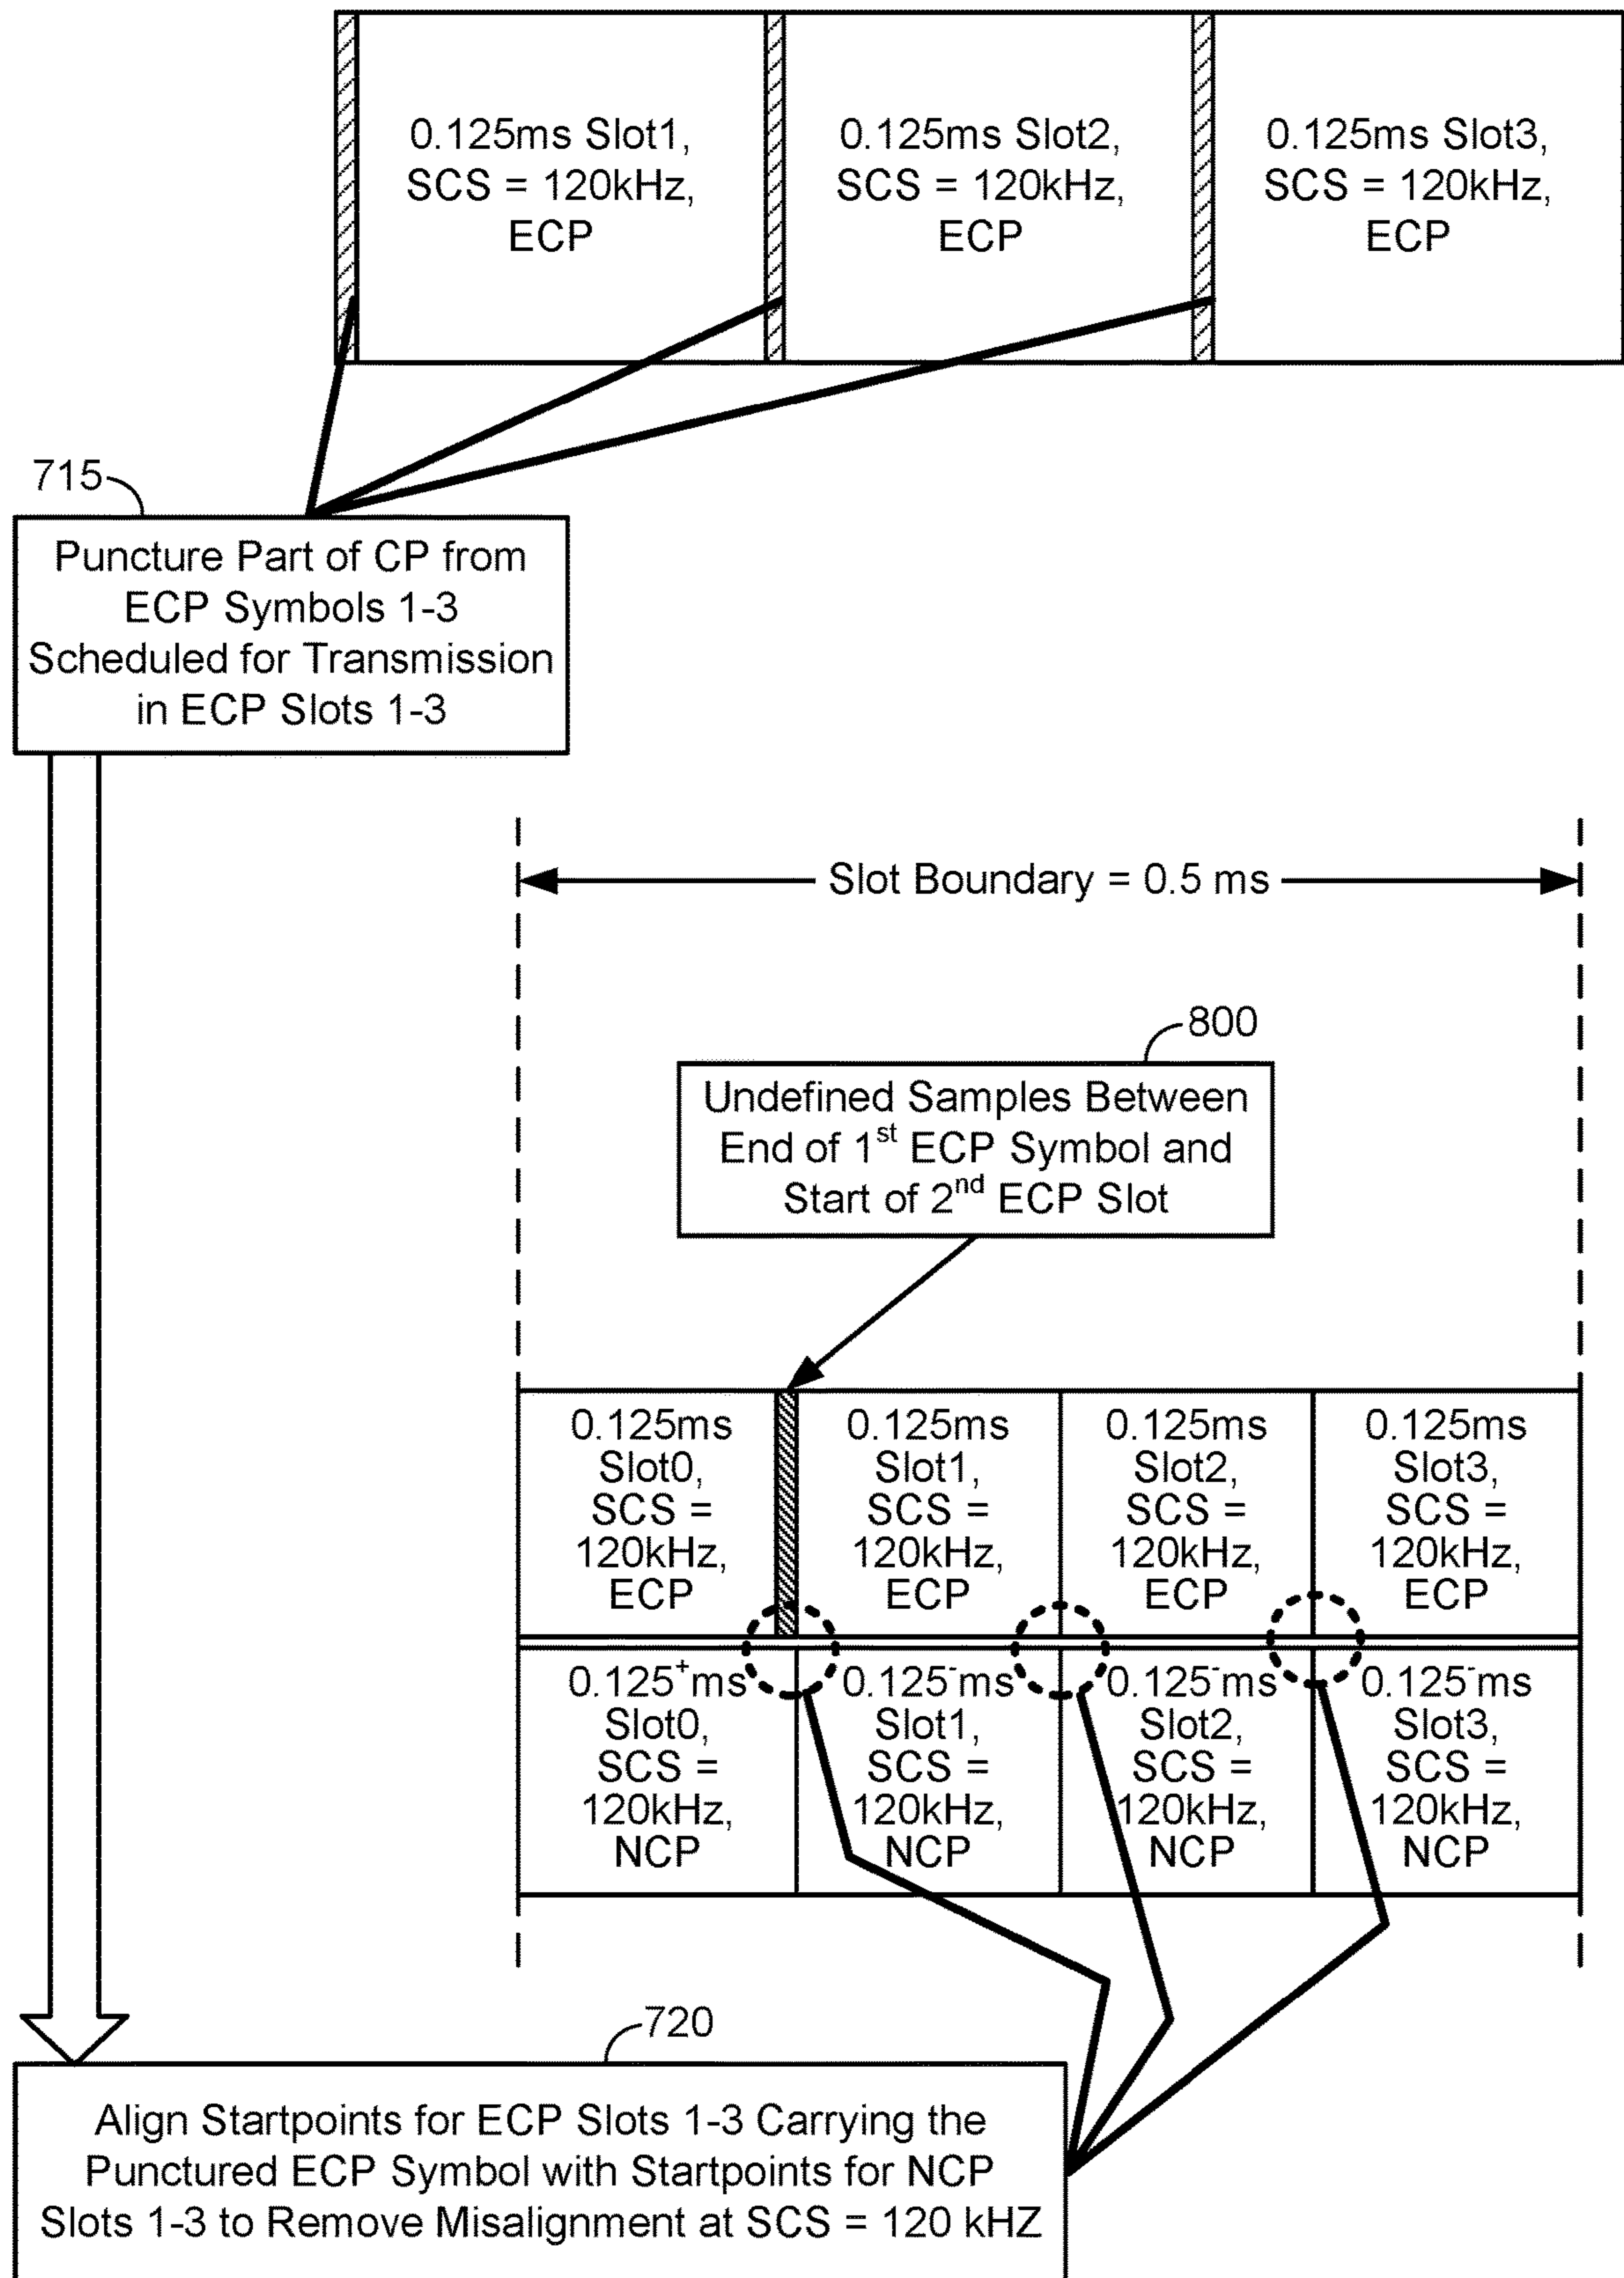 0.125ms Slot1,
SCS = 120kHz,
ECP
0.125ms Slot2,
SCS = 120kHz,
ECP
0.125ms Slot3,
SCS = 120kHz,
ECP
715
Puncture Part of CP from
ECP Symbols 1-3
Scheduled for Transmission
in ECP Slots 1-3
Slot Boundary = 0.5 ms
800
Undefined Samples Between
End of 1st ECP Symbol and
Start of 2nd ECP Slot
0.125ms
Slot0,
SCS =
120kHz,
ECP
0.125ms
Slot1,
SCS =
120kHz,
ECP
0.125ms
Slot2,
SCS =
120kHz,
ECP
0.125ms
Slot3,
SCS =
120kHz,
ECP
0.125⁺ms
Slot0,
SCS =
120kHz,
NCP
0.125⁻ms
Slot1,
SCS =
120kHz,
NCP
0.125⁻ms
Slot2,
SCS =
120kHz,
NCP
0.125⁻ms
Slot3,
SCS =
120kHz,
NCP
720
Align Startpoints for ECP Slots 1-3 Carrying the
Punctured ECP Symbol with Startpoints for NCP
Slots 1-3 to Remove Misalignment at SCS = 120 kHZ